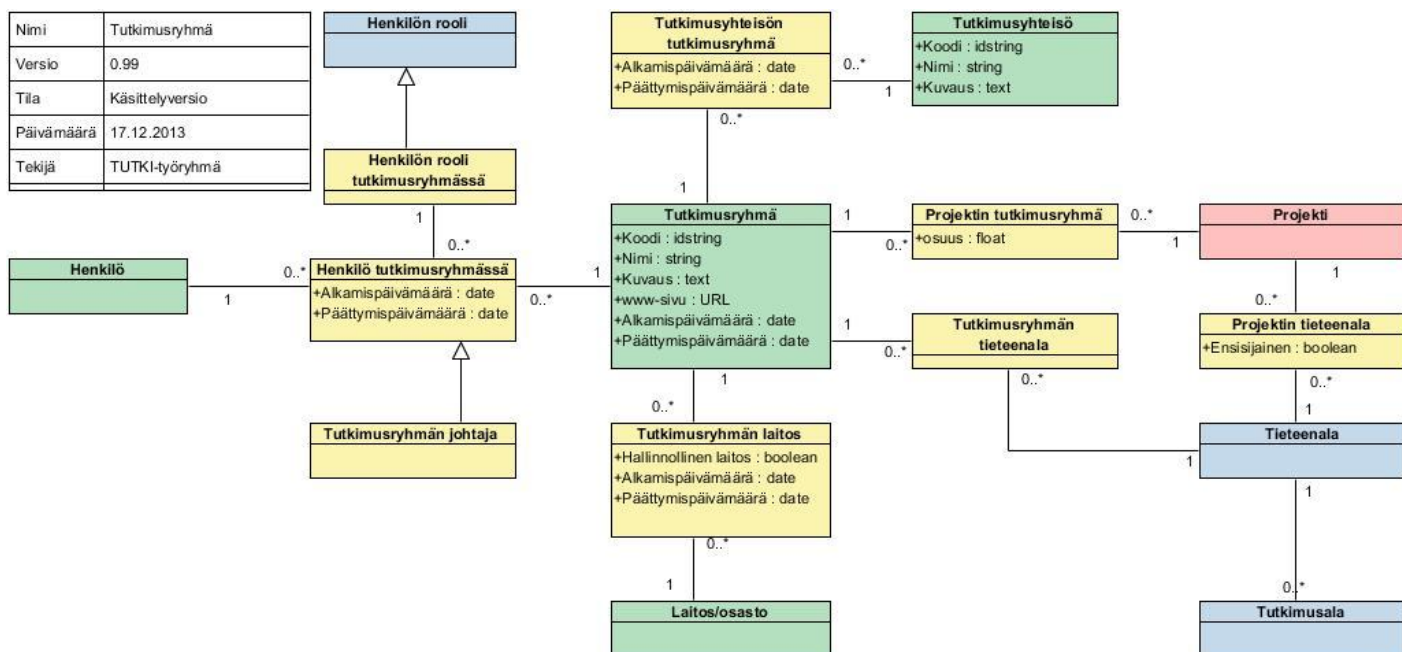 Nimi Tutkimusryhmä
Versio 0.99
Tila Käsittelyversio
Päivämäärä 17.12.2013
Tekijä TUTKI-työryhmä
Henkilön rooli
Henkilön rooli
tutkimusryhmässä
1
0..*
Henkilö
1
0..*
Henkilö tutkimusryhmässä
+Alkamispäivämäärä : date
+Päättymispäivämäärä : date
0..*
1
Tutkimusryhmän johtaja
Tutkimusyhteisön
tutkimusryhmä
+Alkamispäivämäärä : date
+Päättymispäivämäärä : date
0..*
1
Tutkimusyhteisö
+Koodi : idstring
+Nimi : string
+Kuvaus : text
0..*
1
Tutkimusryhmä
+Koodi : idstring
+Nimi : string
+Kuvaus : text
+www-sivu : URL
+Alkamispäivämäärä : date
+Päättymispäivämäärä : date
1
0..*
Projektin tutkimusryhmä
+osuus : float
0..*
1
Projekti
1
0..*
1
0..*
Tutkimusryhmän
tieteenala
0..*
1
Projektin tieteenala
+Ensisijainen : boolean
0..*
1
Tieteenala
1
0..*
Tutkimusala
1
0..*
Tutkimusryhmän laitos
+Hallinnollinen laitos : boolean
+Alkamispäivämäärä : date
+Päättymispäivämäärä : date
0..*
1
Laitos/osasto